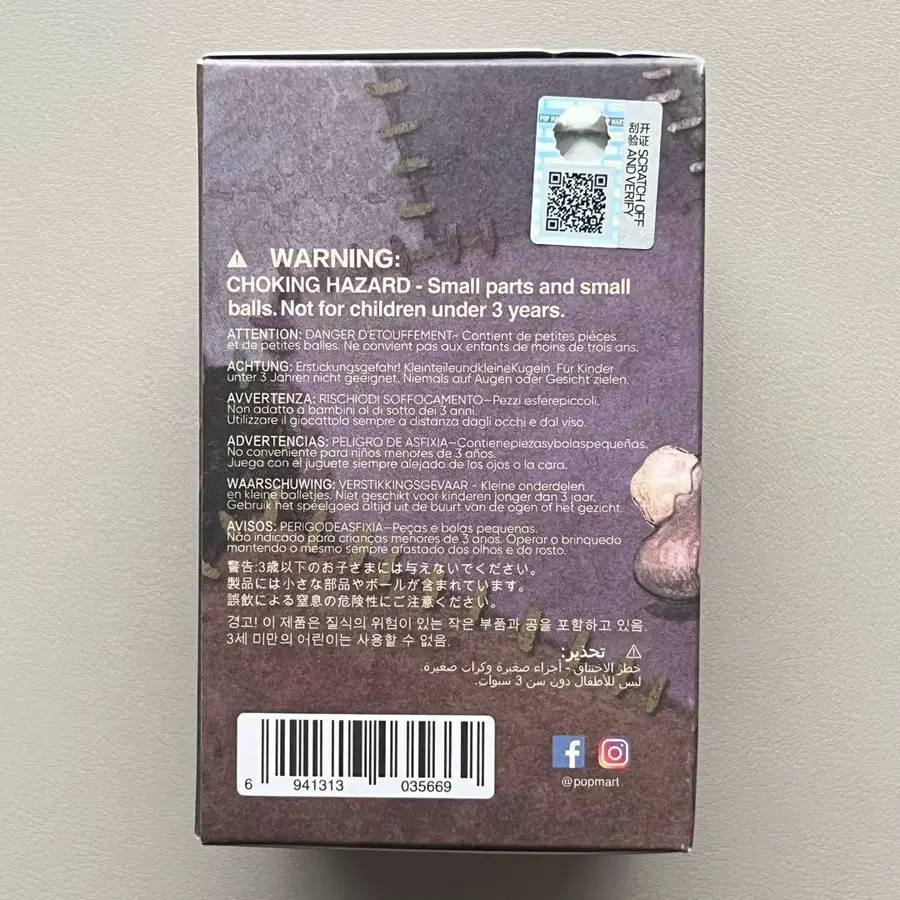 POP MART
开证 SCRATCH OFF
刮验 AND VERIFY
⚠ WARNING:
CHOKING HAZARD - Small parts and small
balls. Not for children under 3 years.
ATTENTION: DANGER D'ETOUFFEMENT- Contient de petites pièces
et de petites balles. Ne convient pas aux enfants de moins de trois ans.
ACHTUNG: Erstickungsgefahr! KleinteileundkleineKugeln. Für Kinder
unter 3 Jahren nicht geeignet. Niemals auf Augen oder Gesicht zielen.
AVVERTENZA: RISCHIODI SOFFOCAMENTO—Pezzi esferepiccoli.
Non adatto a bambini al di sotto dei 3 anni.
Utilizzare il giocattolo sempre a distanza dagli occhi e dal viso.
ADVERTENCIAS: PELIGRO DE ASFIXIA—Contienepiezasybolaspequeñas.
No conveniente para niños menores de 3 años.
Juega con el juguete siempre alejado de los ojos o la cara.
WAARSCHUWING: VERSTIKKINGSGEVAAR - Kleine onderdelen
en kleine balletjes. Niet geschikt voor kinderen jonger dan 3 jaar.
Gebruik het speelgoed altijd uit de buurt van de ogen of het gezicht.
AVISOS: PERIGODEASFIXIA—Peças e bolas pequenas.
Não indicado para crianças menores de 3 años. Operar o brinquedo
mantendo o mesmo sempre afastado dos olhos e do rosto.
警告:3歳以下のお子さまには与えないでください。
製品には小さな部品やボールが含まれています。
誤飲による窒息の危険性にご注意ください。
경고! 이 제품은 질식의 위험이 있는 작은 부품과 공을 포함하고 있음.
3세 미만의 어린이는 사용할 수 없음.
⚠ تحذير:
خطر الاختناق - أجزاء صغيرة وكرات صغيرة.
ليس للأطفال دون سن 3 سنوات.
6 941313 035669
@popmart